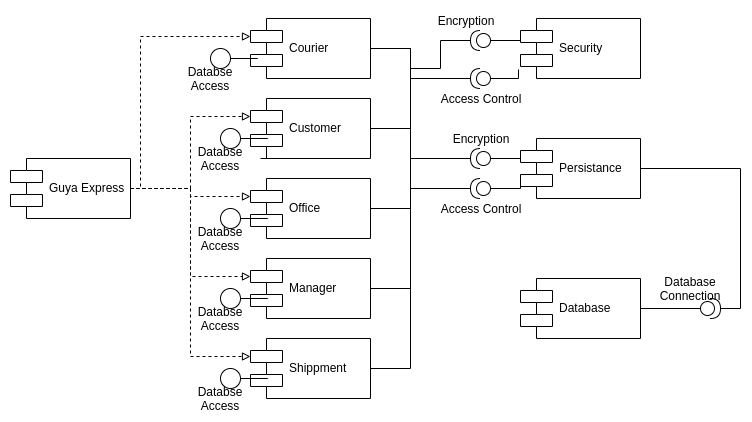 Encryption
Courier
Security
Databse
Access
Access Control
Customer
Encryption
Databse
Access
Persistance
Guya Express
Office
Access Control
Databse
Access
Manager
Database
Connection
Database
Databse
Access
Shippment
Databse
Access